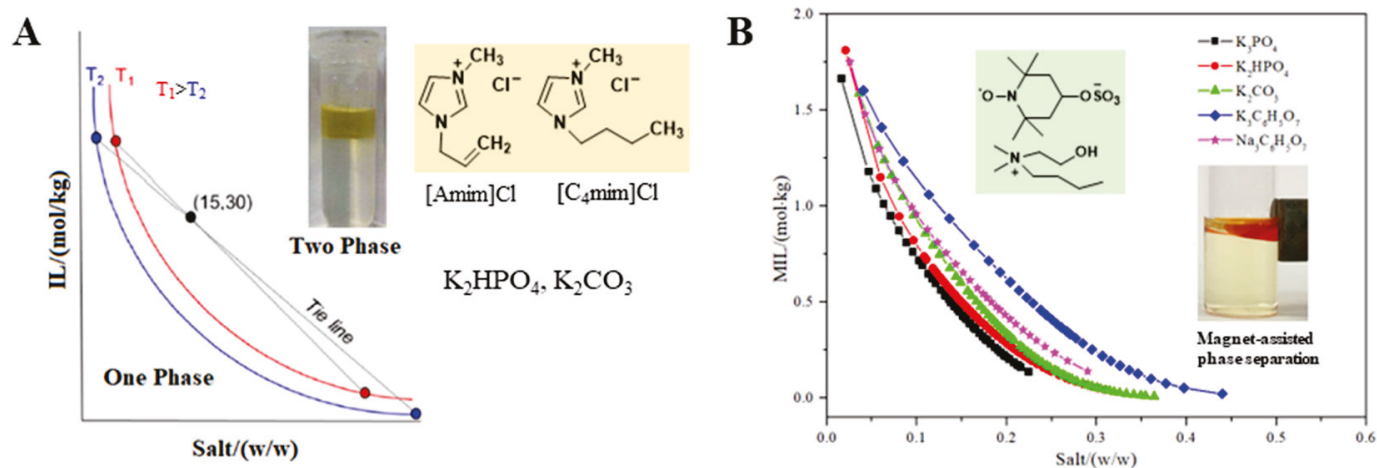 A
T₂
T₁
T₁>T₂
(15,30)
Tie line
One Phase
IL/(mol/kg)
Salt/(w/w)
Two Phase
CH₃
N
+
Cl⁻
N
CH₂
[Amim]Cl
CH₃
N
+
Cl⁻
N
CH₃
[C₄mim]Cl
K₂HPO₄, K₂CO₃
B
2.0
1.5
1.0
0.5
0.0
MIL/(mol·kg)
0.0 0.1 0.2 0.3 0.4 0.5 0.6
Salt/(w/w)
·O-N
OSO₃⁻
N
+
OH
K₃PO₄
K₂HPO₄
K₂CO₃
K₃C₆H₅O₇
Na₃C₆H₅O₇
Magnet-assisted
phase separation